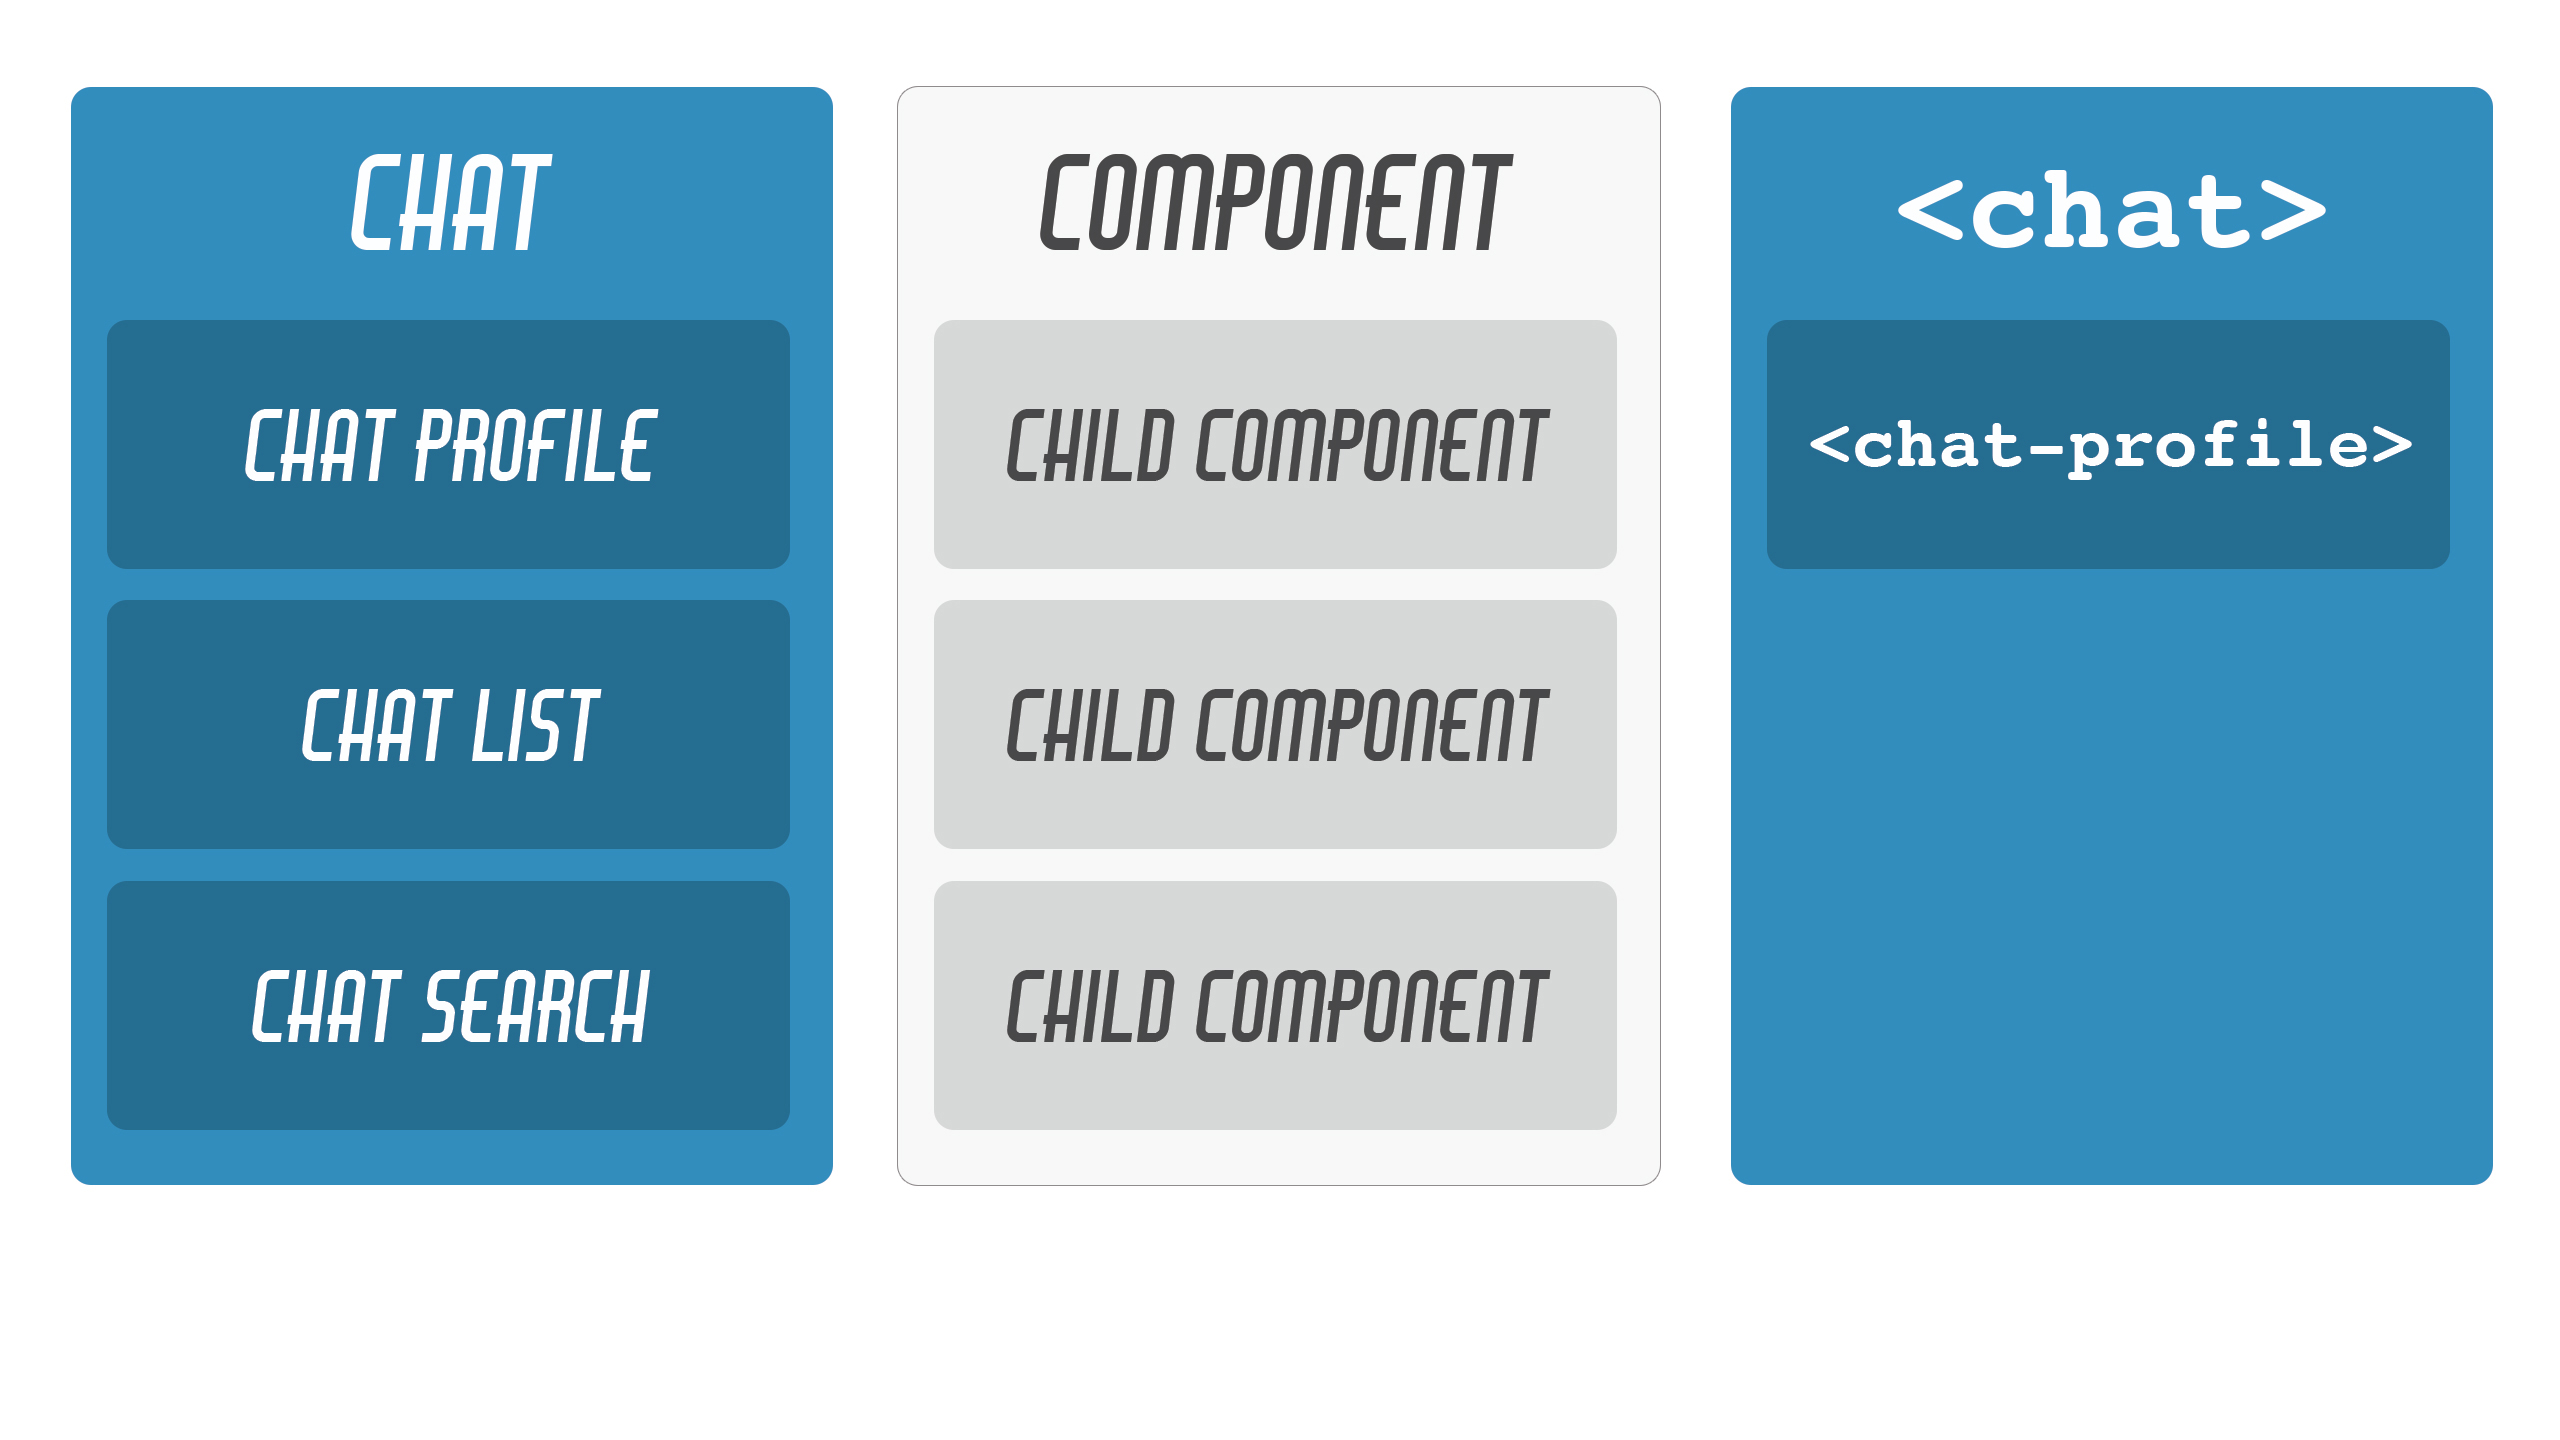 CHAT
CHAT PROFILE
CHAT LIST
CHAT SEARCH
COMPONENT
CHILD COMPONENT
CHILD COMPONENT
CHILD COMPONENT
<chat>
<chat-profile>